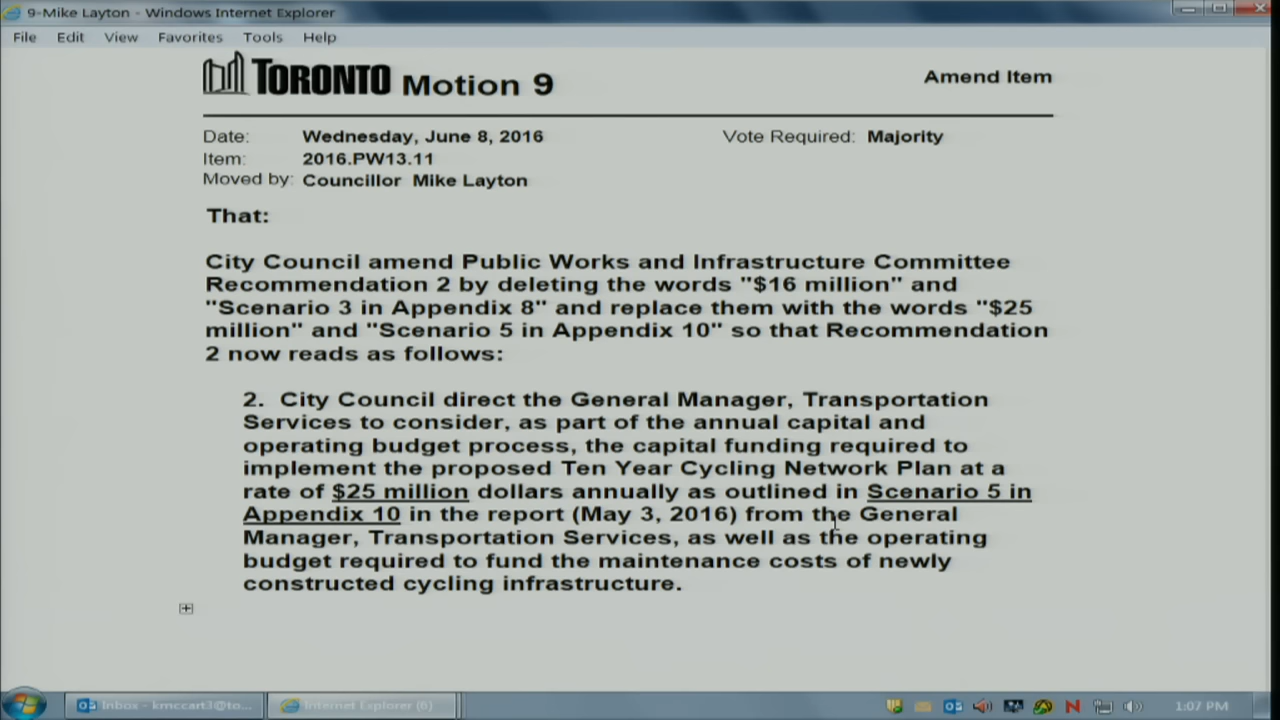 9-Mike Layton - Windows Internet Explorer
File Edit View Favorites Tools Help
TORONTO Motion 9
Amend Item
Date: Wednesday, June 8, 2016
Vote Required: Majority
Item: 2016.PW13.11
Moved by: Councillor Mike Layton
That:
City Council amend Public Works and Infrastructure Committee
Recommendation 2 by deleting the words "$16 million" and
"Scenario 3 in Appendix 8" and replace them with the words "$25
million" and "Scenario 5 in Appendix 10" so that Recommendation
2 now reads as follows:
2. City Council direct the General Manager, Transportation
Services to consider, as part of the annual capital and
operating budget process, the capital funding required to
implement the proposed Ten Year Cycling Network Plan at a
rate of $25 million dollars annually as outlined in Scenario 5 in
Appendix 10 in the report (May 3, 2016) from the General
Manager, Transportation Services, as well as the operating
budget required to fund the maintenance costs of newly
constructed cycling infrastructure.
Inbox - kmccart3@to...
Internet Explorer (6)
1:07 PM